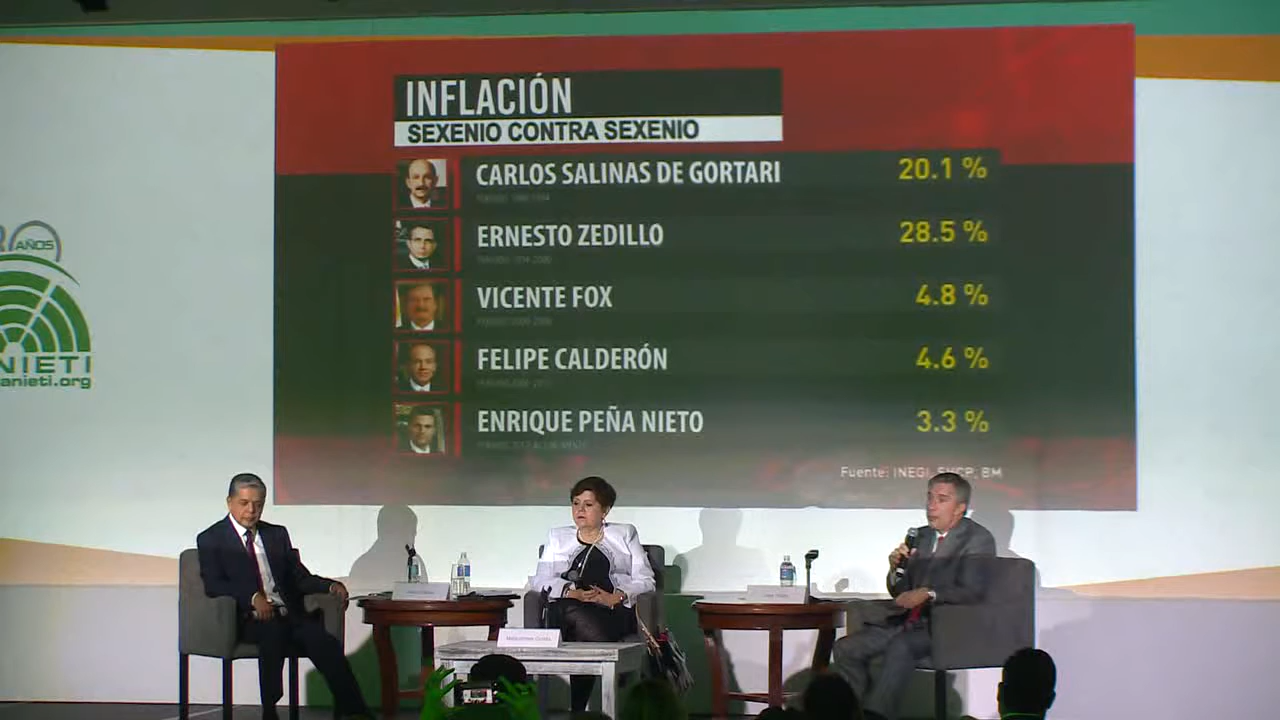 INFLACIÓN
SEXENIO CONTRA SEXENIO
CARLOS SALINAS DE GORTARI 20.1 %
ERNESTO ZEDILLO 28.5 %
VICENTE FOX 4.8 %
FELIPE CALDERÓN 4.6 %
ENRIQUE PEÑA NIETO 3.3 %
Fuente: INEGI, SHCP, BM
AÑOS
NIETI
anieti.org